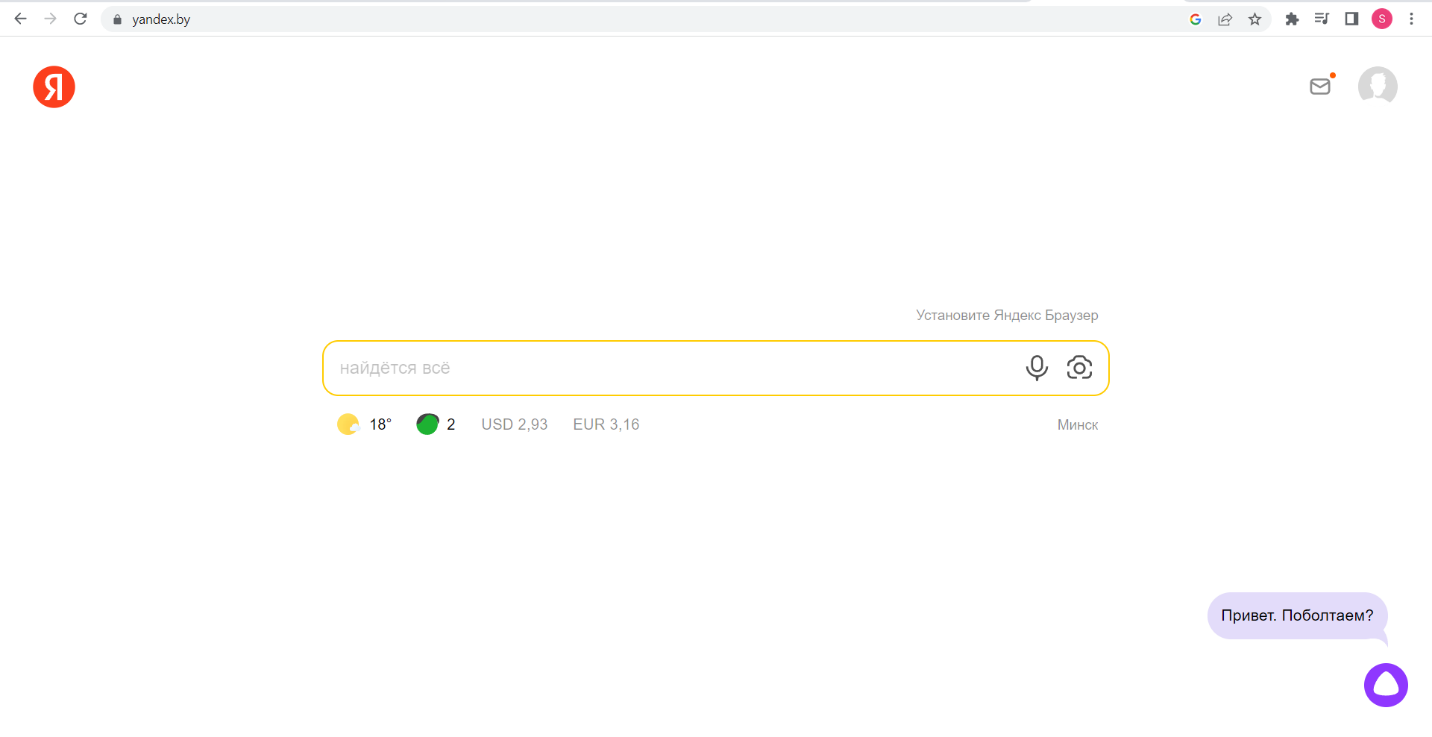 yandex.by
S
Я
Установите Яндекс Браузер
найдётся всё
18° 2 USD 2,93 EUR 3,16 Минск
Привет. Поболтаем?